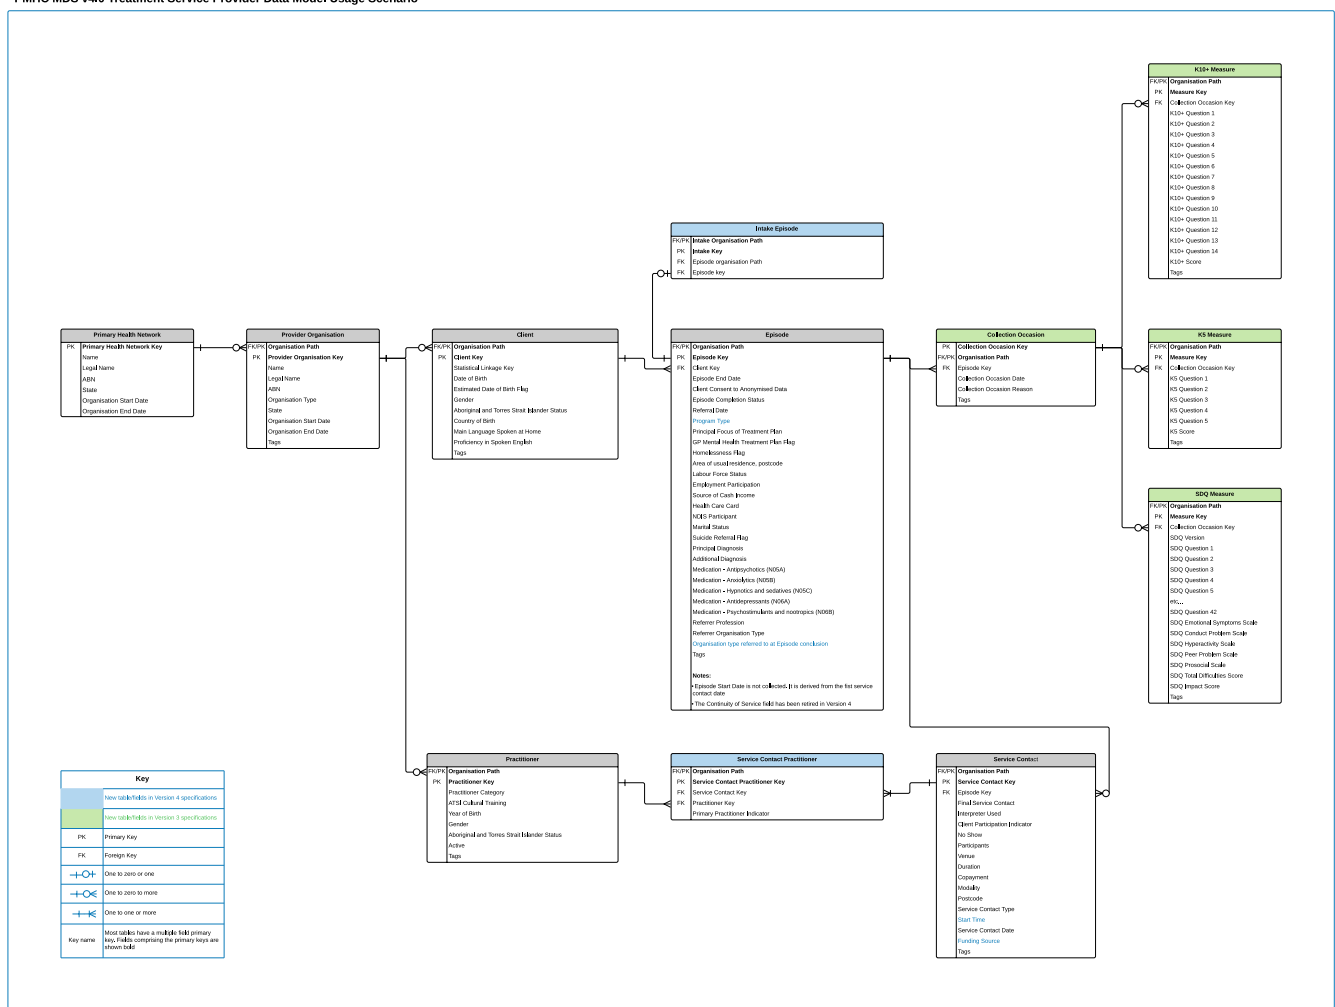 PMHC MDS v4.0 Treatment Service Provider Data Model Usage Scenario
K10+ Measure
FK/PK Organisation Path
PK Measure Key
FK Collection Occasion Key
K10+ Question 1
K10+ Question 2
K10+ Question 3
K10+ Question 4
K10+ Question 5
K10+ Question 6
K10+ Question 7
K10+ Question 8
K10+ Question 9
K10+ Question 10
K10+ Question 11
K10+ Question 12
K10+ Question 13
K10+ Question 14
K10+ Score
Tags
Intake Episode
FK/PK Intake Organisation Path
PK Intake Key
FK Episode organisation Path
FK Episode key
Primary Health Network
PK Primary Health Network Key
Name
Legal Name
ABN
State
Organisation Start Date
Organisation End Date
Provider Organisation
FK/PK Organisation Path
PK Provider Organisation Key
Name
Legal Name
ABN
Organisation Type
State
Organisation Start Date
Organisation End Date
Tags
Client
FK/PK Organisation Path
PK Client Key
Statistical Linkage Key
Date of Birth
Estimated Date of Birth Flag
Gender
Aboriginal and Torres Strait Islander Status
Country of Birth
Main Language Spoken at Home
Proficiency in Spoken English
Tags
Episode
FK/PK Organisation Path
PK Episode Key
FK Client Key
Episode End Date
Client Consent to Anonymised Data
Episode Completion Status
Referral Date
Program Type
Principal Focus of Treatment Plan
GP Mental Health Treatment Plan Flag
Homelessness Flag
Area of usual residence, postcode
Labour Force Status
Employment Participation
Source of Cash Income
Health Care Card
NDIS Participant
Marital Status
Suicide Referral Flag
Principal Diagnosis
Additional Diagnosis
Medication - Antipsychotics (N05A)
Medication - Anxiolytics (N05B)
Medication - Hypnotics and sedatives (N05C)
Medication - Antidepressants (N06A)
Medication - Psychostimulants and nootropics (N06B)
Referrer Profession
Referrer Organisation Type
Organisation type referred to at Episode conclusion
Tags
Notes:
• Episode Start Date is not collected. It is derived from the fist service
contact date
• The Continuity of Service field has been retired in Version 4
Collection Occasion
PK Collection Occasion Key
FK/PK Organisation Path
FK Episode Key
Collection Occasion Date
Collection Occasion Reason
Tags
K5 Measure
FK/PK Organisation Path
PK Measure Key
FK Collection Occasion Key
K5 Question 1
K5 Question 2
K5 Question 3
K5 Question 4
K5 Question 5
K5 Score
Tags
SDQ Measure
FK/PK Organisation Path
PK Measure Key
FK Collection Occasion Key
SDQ Version
SDQ Question 1
SDQ Question 2
SDQ Question 3
SDQ Question 4
SDQ Question 5
etc...
SDQ Question 42
SDQ Emotional Symptoms Scale
SDQ Conduct Problem Scale
SDQ Hyperactivity Scale
SDQ Peer Problem Scale
SDQ Prosocial Scale
SDQ Total Difficulties Score
SDQ Impact Score
Tags
Practitioner
FK/PK Organisation Path
PK Practitioner Key
Practitioner Category
ATSI Cultural Training
Year of Birth
Gender
Aboriginal and Torres Strait Islander Status
Active
Tags
Service Contact Practitioner
FK/PK Organisation Path
PK Service Contact Practitioner Key
FK Service Contact Key
FK Practitioner Key
Primary Practitioner Indicator
Service Contact
FK/PK Organisation Path
PK Service Contact Key
FK Episode Key
Final Service Contact
Interpreter Used
Client Participation Indicator
No Show
Participants
Venue
Duration
Copayment
Modality
Postcode
Service Contact Type
Start Time
Service Contact Date
Funding Source
Tags
Key
New table/fields in Version 4 specifications
New table/fields in Version 3 specifications
PK Primary Key
FK Foreign Key
One to zero or one
One to zero to more
One to one or more
Key name Most tables have a multiple field primary
key. Fields comprising the primary keys are
shown bold